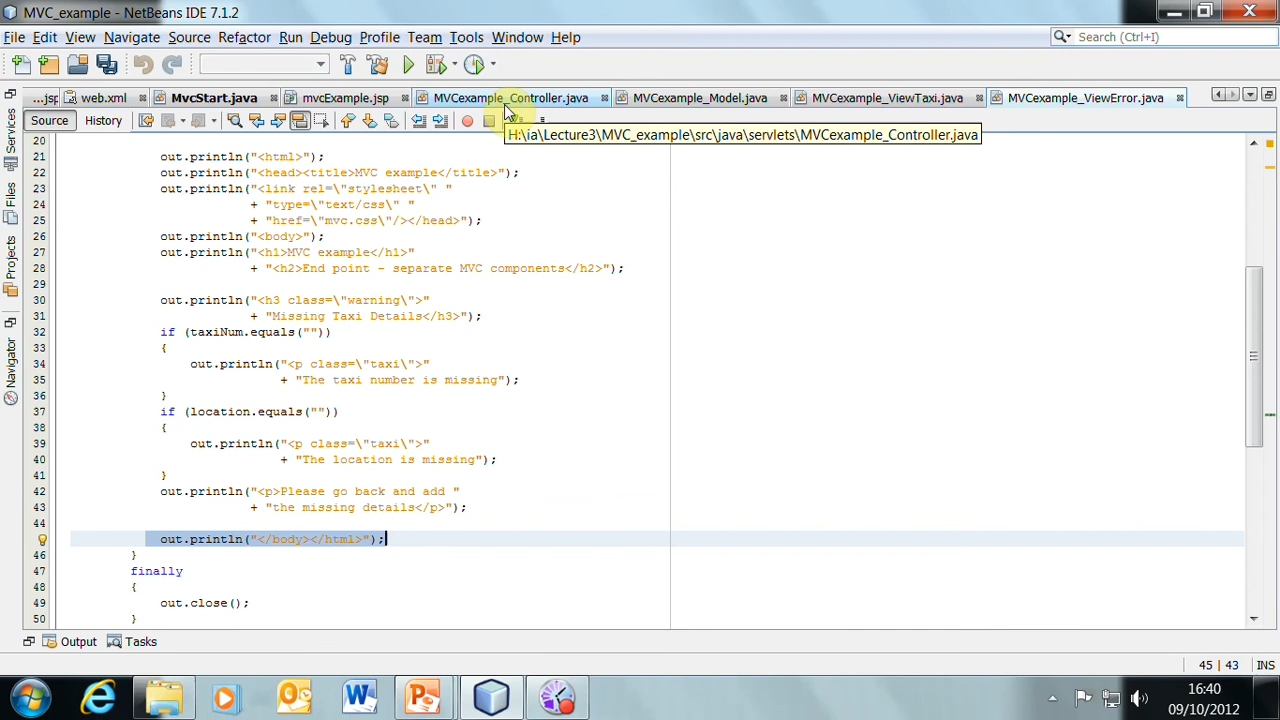 MVC_example - NetBeans IDE 7.1.2
File Edit View Navigate Source Refactor Run Debug Profile Team Tools Window Help
Search (Ctrl+I)
...jsp web.xml MvcStart.java mvcExample.jsp MVCexample_Controller.java MVCexample_Model.java MVCexample_ViewTaxi.java MVCexample_ViewError.java
Source History
H:\ia\Lecture3\MVC_example\src\java\servlets\MVCexample_Controller.java
Services
Files
Projects
Navigator
20
21 out.println("<html>");
22 out.println("<head><title>MVC example</title>");
23 out.println("<link rel=\"stylesheet\" "
24 + "type=\"text/css\" "
25 + "href=\"mvc.css\"/></head>");
26 out.println("<body>");
27 out.println("<h1>MVC example</h1>"
28 + "<h2>End point - separate MVC components</h2>");
29
30 out.println("<h3 class=\"warning\">"
31 + "Missing Taxi Details</h3>");
32 if (taxiNum.equals(""))
33 {
34 out.println("<p class=\"taxi\">"
35 + "The taxi number is missing");
36 }
37 if (location.equals(""))
38 {
39 out.println("<p class=\"taxi\">"
40 + "The location is missing");
41 }
42 out.println("<p>Please go back and add "
43 + "the missing details</p>");
44
out.println("</body></html>");
46 }
47 finally
48 {
49 out.close();
50 }
Output Tasks
45 | 43 INS
16:40
09/10/2012